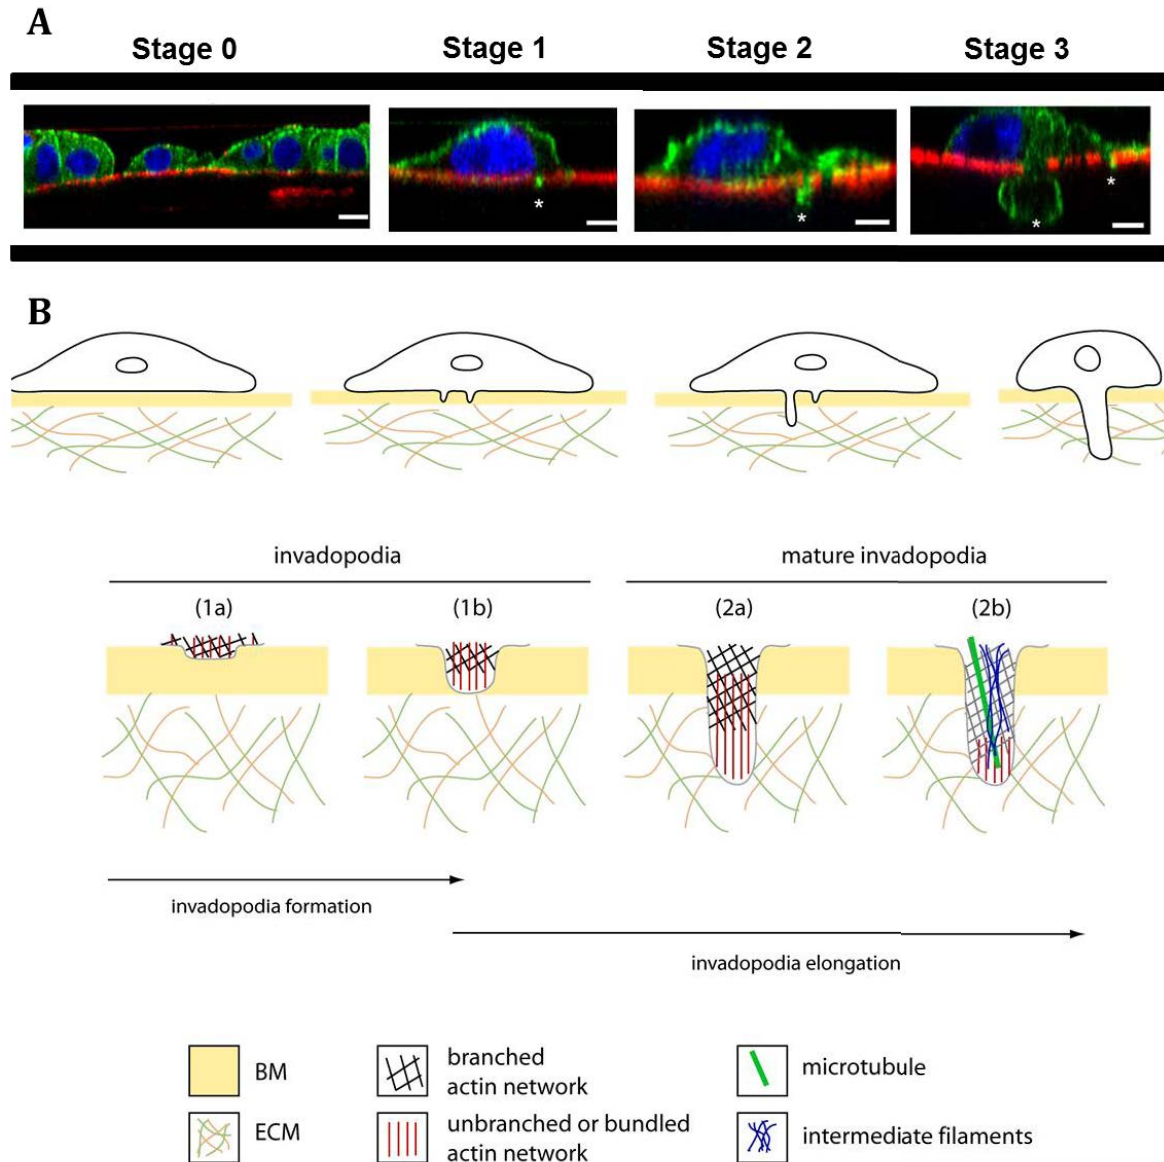 A
Stage 0
Stage 1
Stage 2
Stage 3
*
*
*
*
B
invadopodia
mature invadopodia
(1a)
(1b)
(2a)
(2b)
invadopodia formation
invadopodia elongation
BM
branched
actin network
microtubule
ECM
unbranched or bundled
actin network
intermediate filaments